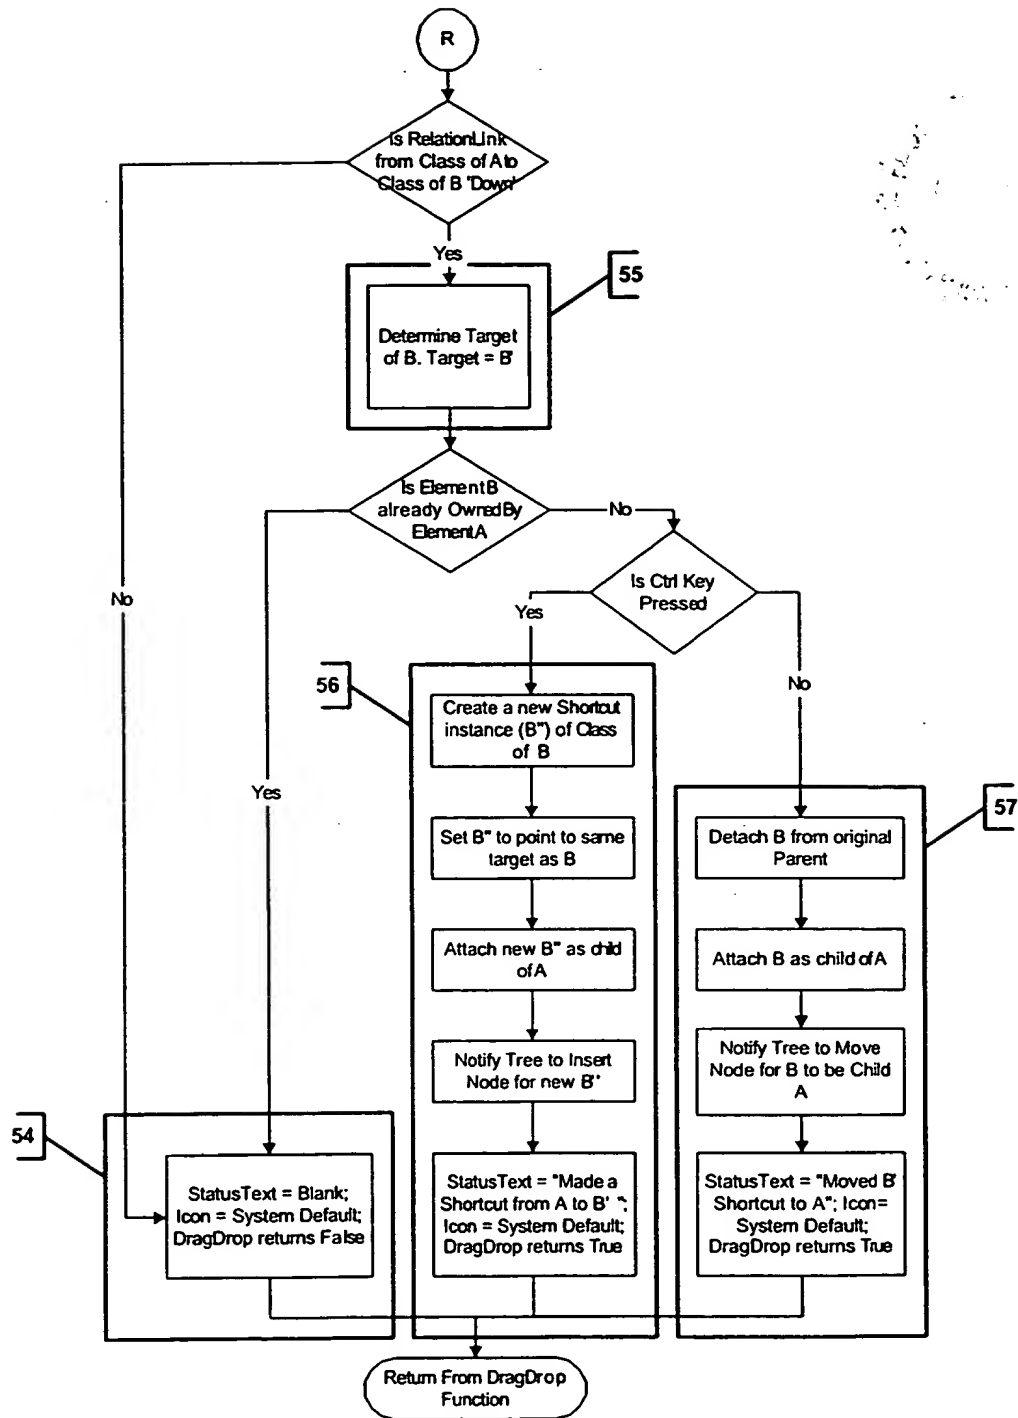 R
Is RelationLink
from Class of A to
Class of B 'Down'
Yes
55
Determine Target
of B. Target = B'
Is Element B
already OwnedBy
Element A
No
Is Ctrl Key
Pressed
No
Yes
No
56
Create a new Shortcut
instance (B") of Class
of B
Yes
57
Set B" to point to same
target as B
Detach B from original
Parent
Attach new B" as child
of A
Attach B as child of A
Notify Tree to Insert
Node for new B"
Notify Tree to Move
Node for B to be Child
A
54
StatusText = Blank;
Icon = System Default;
DragDrop returns False
StatusText = "Made a
Shortcut from A to B' ";
Icon = System Default;
DragDrop returns True
StatusText = "Moved B'
Shortcut to A"; Icon=
System Default;
DragDrop returns True
Return From DragDrop
Function